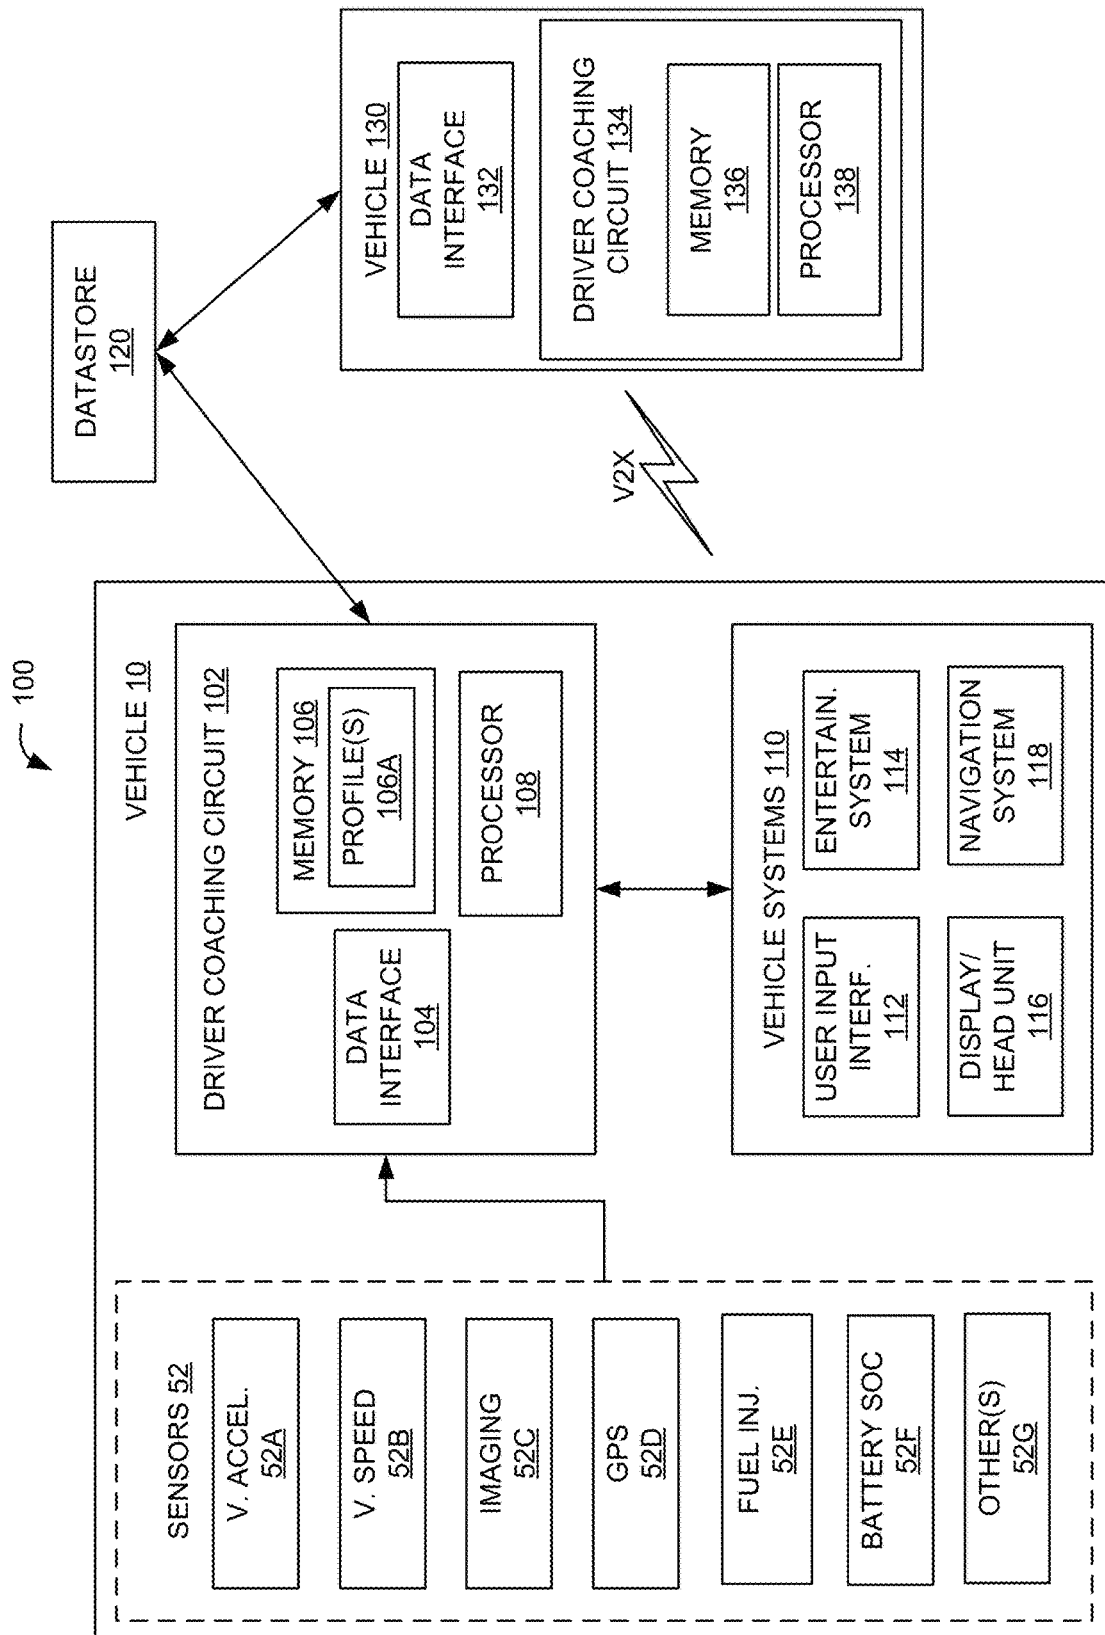 100
VEHICLE 10
SENSORS 52
V. ACCEL.
52A
V. SPEED
52B
IMAGING
52C
GPS
52D
FUEL INJ.
52E
BATTERY SOC
52F
OTHER(S)
52G
DRIVER COACHING CIRCUIT 102
DATA
INTERFACE
104
MEMORY 106
PROFILE(S)
106A
PROCESSOR
108
VEHICLE SYSTEMS 110
USER INPUT
INTERF.
112
ENTERTAIN.
SYSTEM
114
DISPLAY/
HEAD UNIT
116
NAVIGATION
SYSTEM
118
DATASTORE
120
V2X
VEHICLE 130
DATA
INTERFACE
132
DRIVER COACHING
CIRCUIT 134
MEMORY
136
PROCESSOR
138